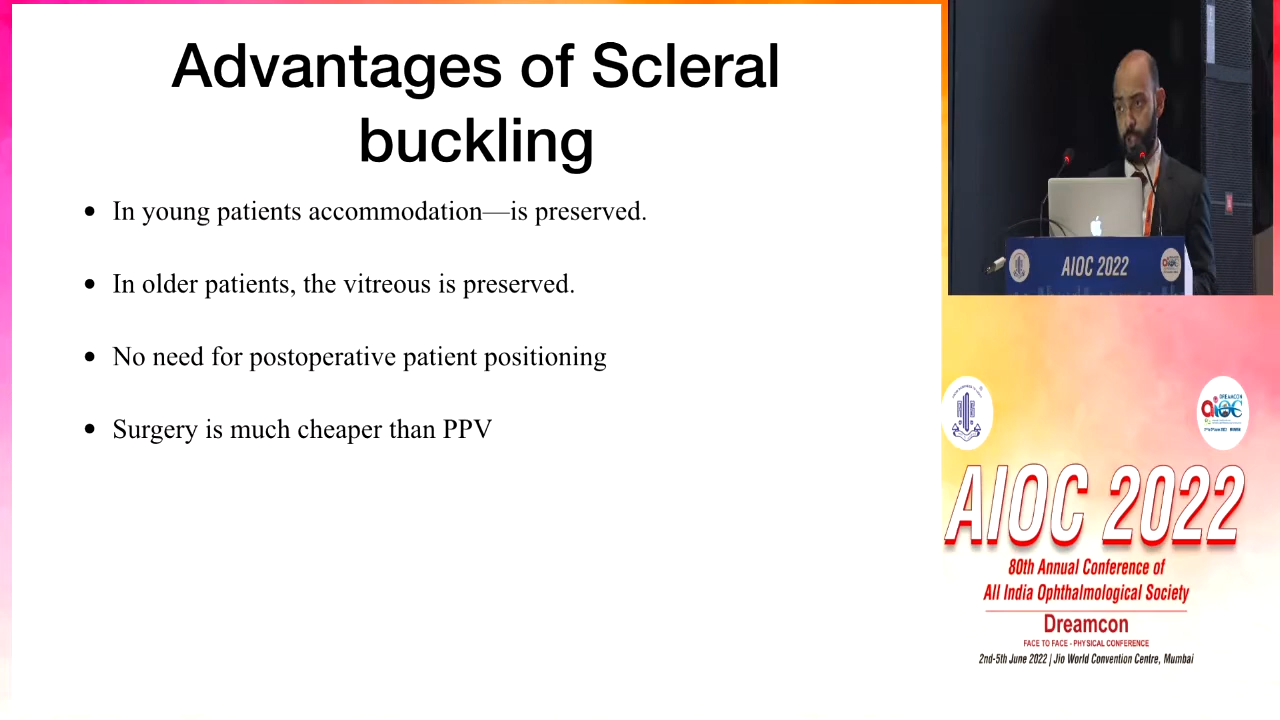 Advantages of Scleral
buckling
• In young patients accommodation—is preserved.
• In older patients, the vitreous is preserved.
• No need for postoperative patient positioning
• Surgery is much cheaper than PPV
AIOC 2022
DREAMCON
aioc
AIOC 2022
80th Annual Conference of
All India Ophthalmological Society
Dreamcon
FACE TO FACE - PHYSICAL CONFERENCE
2nd-5th June 2022 | Jio World Convention Centre, Mumbai